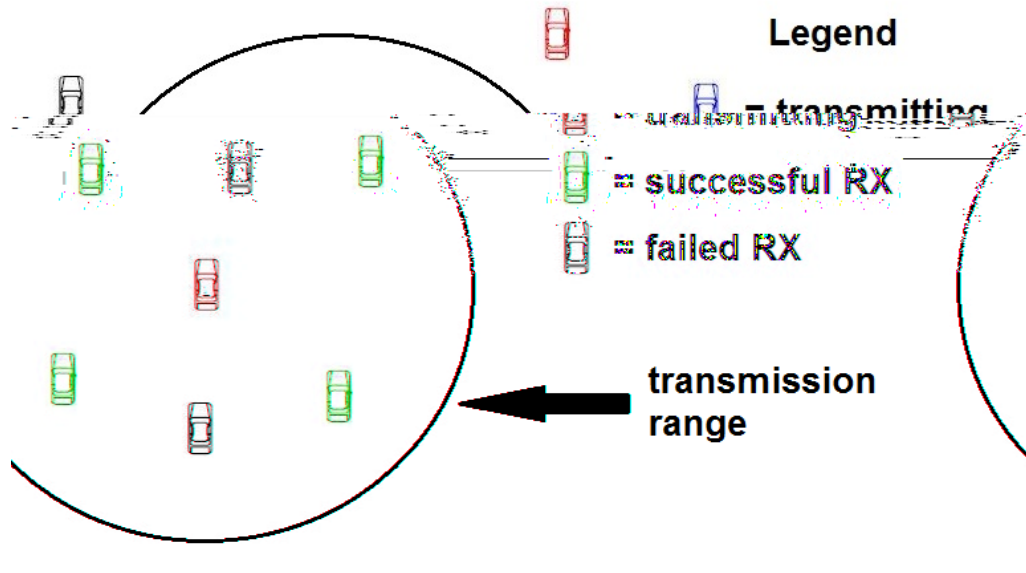 Legend
= transmitting
= successful RX
= failed RX
transmission
range